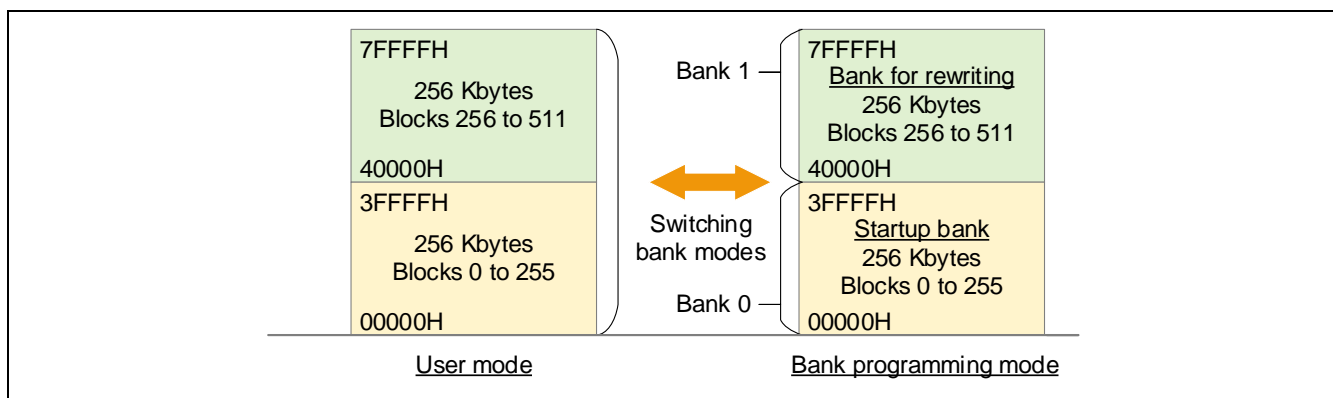 7FFFFH
256 Kbytes
Blocks 256 to 511
40000H
3FFFFH
256 Kbytes
Blocks 0 to 255
00000H
User mode
Switching
bank modes
Bank 1
Bank 0
7FFFFH
Bank for rewriting
256 Kbytes
Blocks 256 to 511
40000H
3FFFFH
Startup bank
256 Kbytes
Blocks 0 to 255
00000H
Bank programming mode